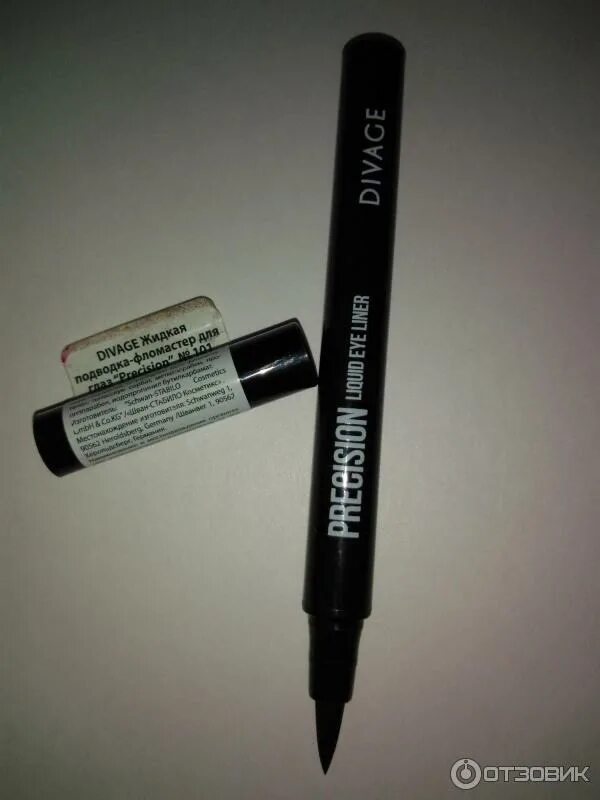 DIVAGE
PRECISION LIQUID EYE LINER
DIVAGE Жидкая
подводка-фломастер для
глаз "Precision" № 101
Изготовитель: "Schwan-STABILO Cosmetics
GmbH & Co.KG"/«Шван-СТАБИЛО Косметикс»
Местонахождение изготовителя: Schwanweg 1,
90562 Heroldsberg, Germany /Шванвег 1, 90562
Херольдсберг, Германия
ОТЗОВИК